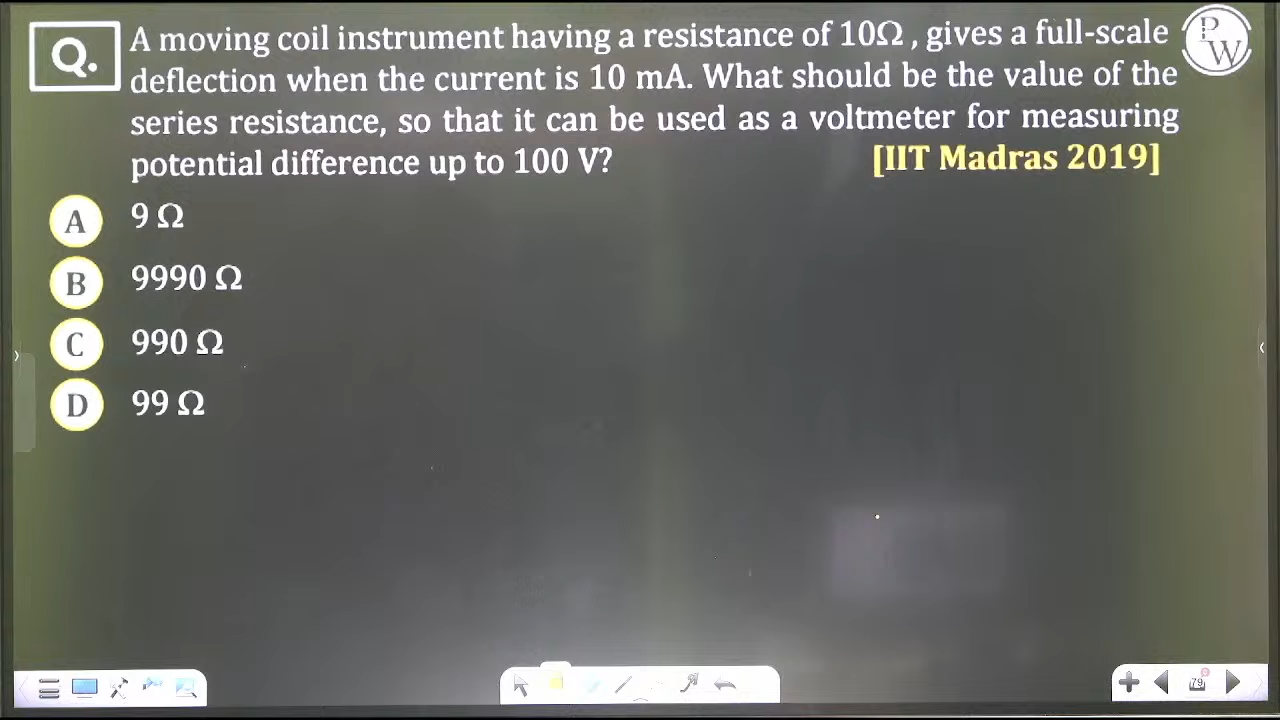 Q.
A moving coil instrument having a resistance of 10Ω , gives a full-scale
deflection when the current is 10 mA. What should be the value of the
series resistance, so that it can be used as a voltmeter for measuring
potential difference up to 100 V? [IIT Madras 2019]
PW
A 9 Ω
B 9990 Ω
C 990 Ω
D 99 Ω
79